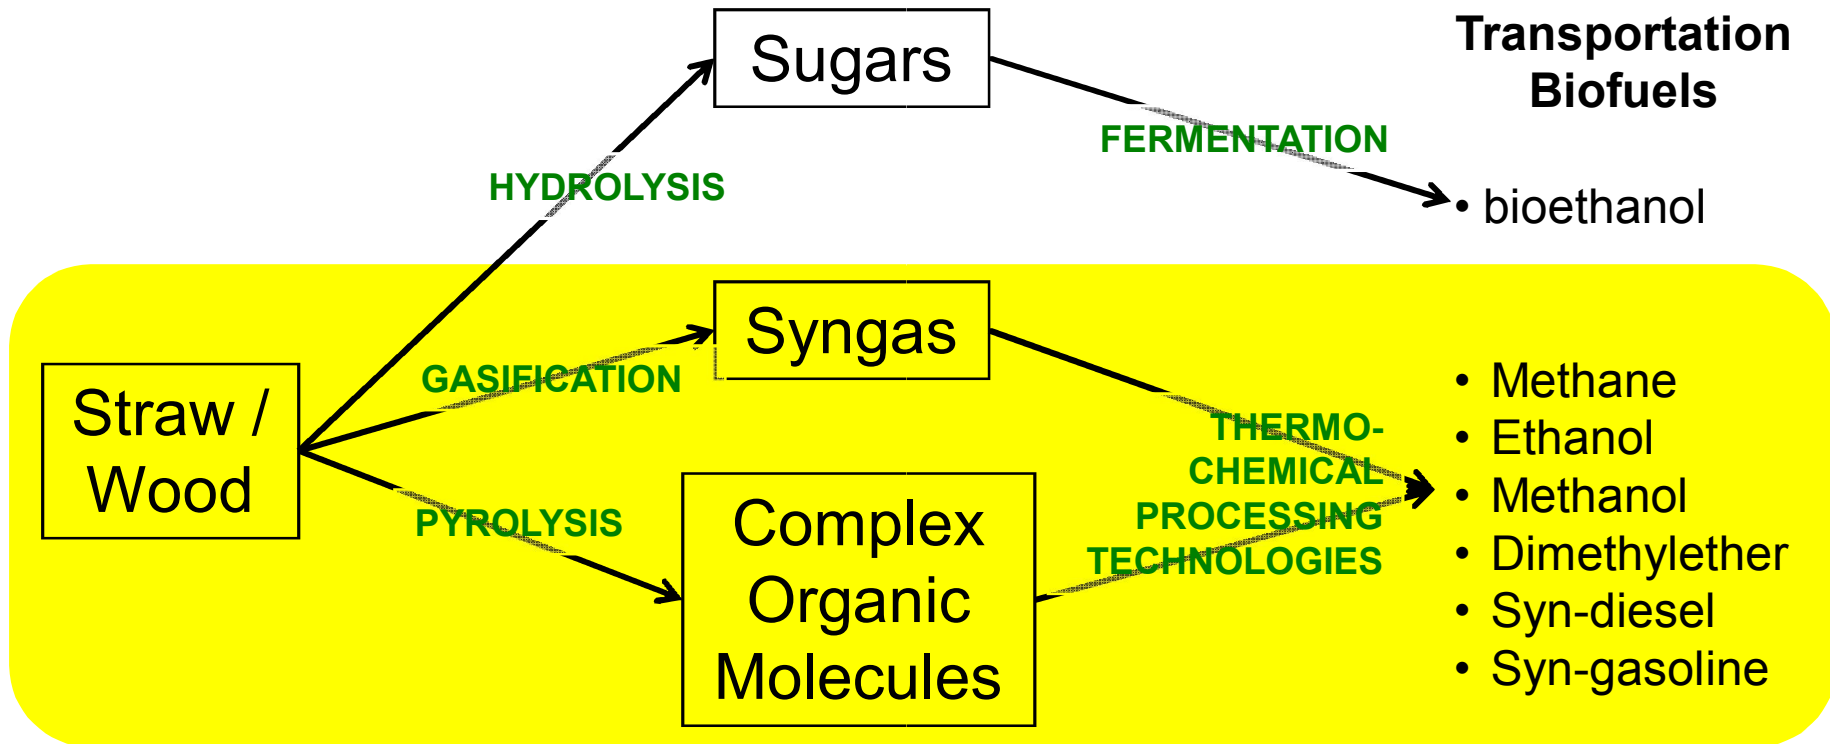 Sugars
Transportation
Biofuels
FERMENTATION
HYDROLYSIS
• bioethanol
Syngas
GASIFICATION
Straw /
Wood
PYROLYSIS
Complex
Organic
Molecules
THERMO-
CHEMICAL
PROCESSING
TECHNOLOGIES
• Methane
• Ethanol
• Methanol
• Dimethylether
• Syn-diesel
• Syn-gasoline